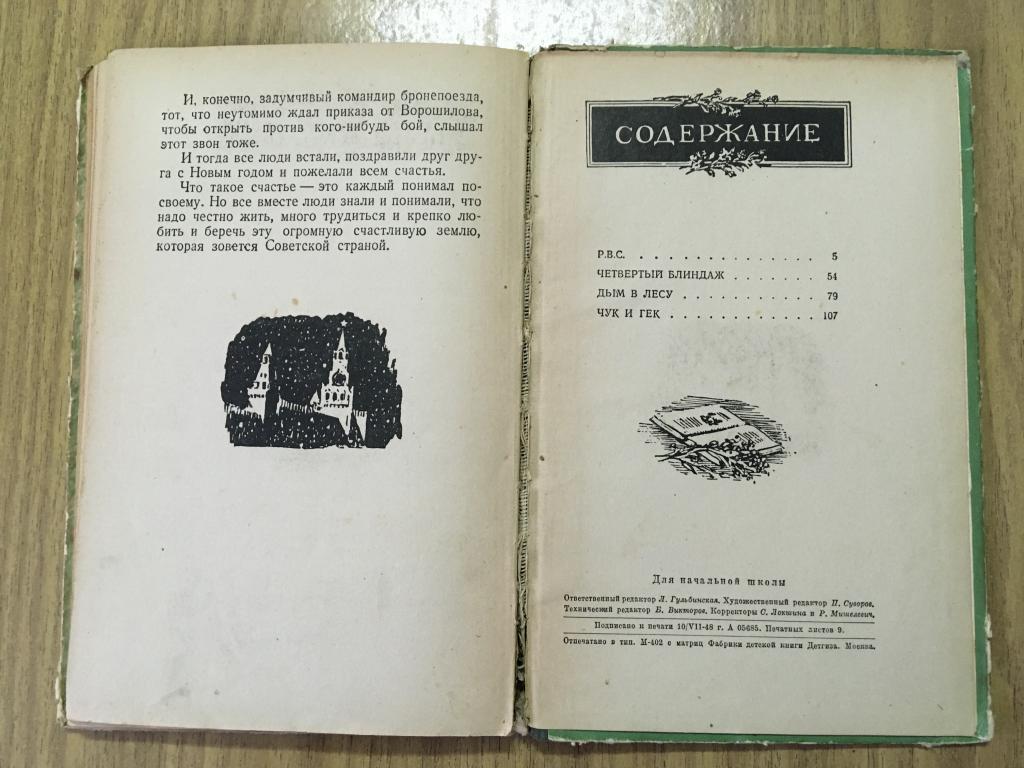 И, конечно, задумчивый командир бронепоезда,
тот, что неутомимо ждал приказа от Ворошилова,
чтобы открыть против кого-нибудь бой, слышал
этот звон тоже.
И тогда все люди встали, поздравили друг дру-
га с Новым годом и пожелали всем счастья.
Что такое счастье — это каждый понимал по-
своему. Но все вместе люди знали и понимали, что
надо честно жить, много трудиться и крепко лю-
бить и беречь эту огромную счастливую землю,
которая зовется Советской страной.
СОДЕРЖАНИЕ
Р.В.С. . . . . . . . . . . . . . . 5
ЧЕТВЕРТЫЙ БЛИНДАЖ . . . . . . . 54
ДЫМ В ЛЕСУ . . . . . . . . . . . 79
ЧУК И ГЕК . . . . . . . . . . . . 107
Для начальной школы
Ответственный редактор Л. Гульбинская. Художественный редактор П. Суворов.
Технический редактор Б. Викторов. Корректоры С. Локшина и Р. Мишелевич.
Подписано к печати 10/VII-48 г. А 05685. Печатных листов 9.
Отпечатано в тип. М-402 с матриц Фабрики детской книги Детгиза. Москва.